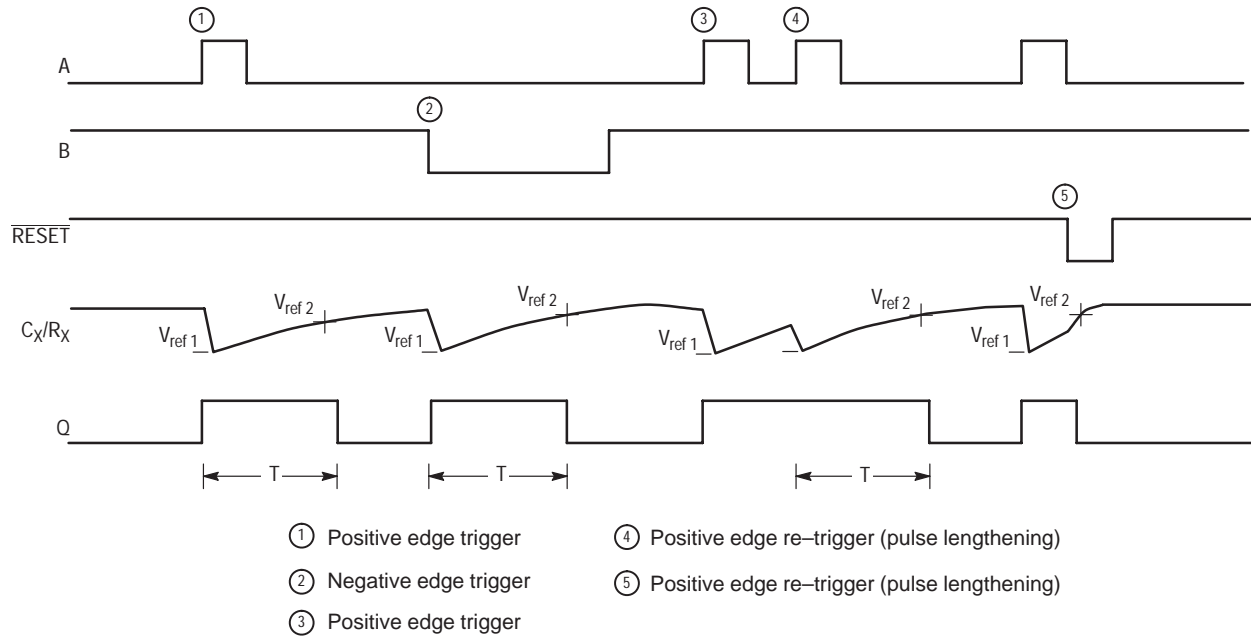 ① ③ ④
A
②
B
⑤
RESET
Vref 2 Vref 2 Vref 2 Vref 2
CX/RX
Vref 1 Vref 1 Vref 1 Vref 1
Q
T T T
① Positive edge trigger
② Negative edge trigger
③ Positive edge trigger
④ Positive edge re–trigger (pulse lengthening)
⑤ Positive edge re–trigger (pulse lengthening)